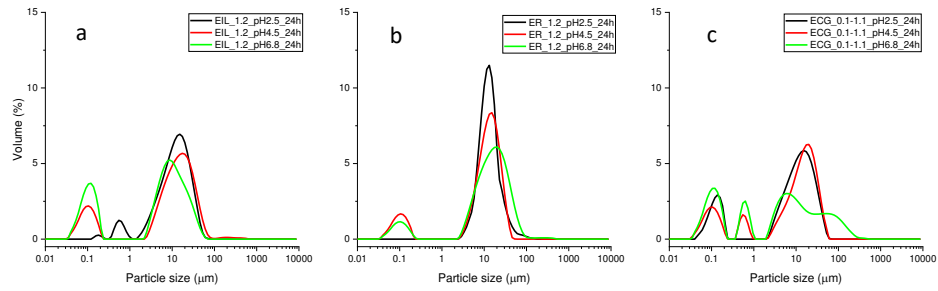 a
EIL_1.2_pH2.5_24h
EIL_1.2_pH4.5_24h
EIL_1.2_pH6.8_24h
15
10
5
0
Volume (%)
0.01 0.1 1 10 100 1000 10000
Particle size (μm)
b
ER_1.2_pH2.5_24h
ER_1.2_pH4.5_24h
ER_1.2_pH6.8_24h
15
10
5
0
0.01 0.1 1 10 100 1000 10000
Particle size (μm)
c
ECG_0.1-1.1_pH2.5_24h
ECG_0.1-1.1_pH4.5_24h
ECG_0.1-1.1_pH6.8_24h
15
10
5
0
0.01 0.1 1 10 100 1000 10000
Particle size (μm)